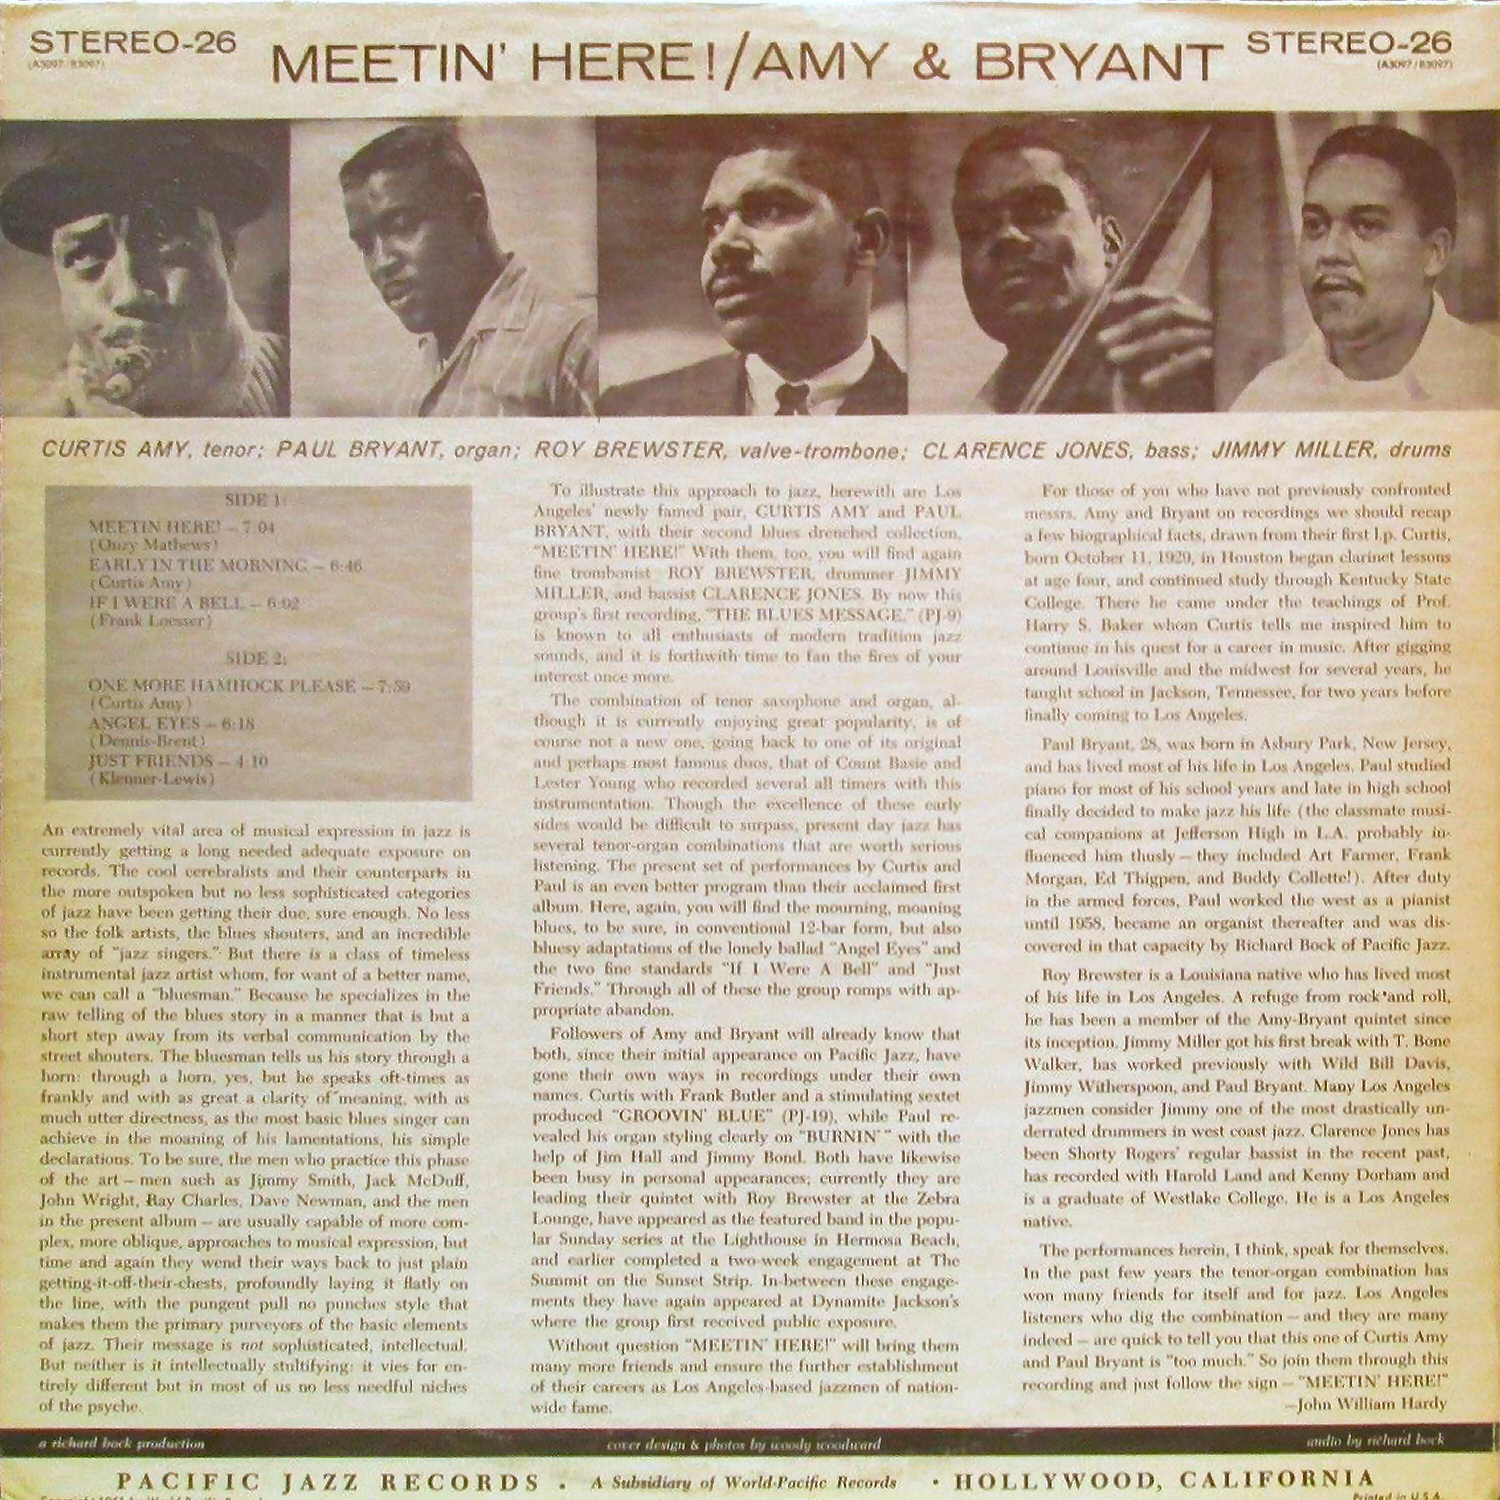 STEREO-26
(A3097/B3097)
MEETIN' HERE!/AMY & BRYANT
STEREO-26
(A3097/B3097)
CURTIS AMY, tenor; PAUL BRYANT, organ; ROY BREWSTER, valve-trombone; CLARENCE JONES, bass; JIMMY MILLER, drums
SIDE 1:
MEETIN HERE! – 7:04
(Onzy Mathews)
EARLY IN THE MORNING – 6:46
(Curtis Amy)
IF I WERE A BELL – 6:02
(Frank Loesser)
SIDE 2:
ONE MORE HAMHOCK PLEASE – 7:59
(Curtis Amy)
ANGEL EYES – 6:18
(Dennis-Brent)
JUST FRIENDS – 4:10
(Klenner-Lewis)
An extremely vital area of musical expression in jazz is
currently getting a long needed adequate exposure on
records. The cool cerebralists and their counterparts in
the more outspoken but no less sophisticated categories
of jazz have been getting their due, sure enough. No less
so the folk artists, the blues shouters, and an incredible
array of "jazz singers." But there is a class of timeless
instrumental jazz artist whom, for want of a better name,
we can call a "bluesman." Because he specializes in the
raw telling of the blues story in a manner that is but a
short step away from its verbal communication by the
street shouters. The bluesman tells us his story through a
horn: through a horn, yes, but he speaks oft-times as
frankly and with as great a clarity of meaning, with as
much utter directness, as the most basic blues singer can
achieve in the moaning of his lamentations, his simple
declarations. To be sure, the men who practice this phase
of the art – men such as Jimmy Smith, Jack McDuff,
John Wright, Ray Charles, Dave Newman, and the men
in the present album – are usually capable of more com-
plex, more oblique, approaches to musical expression, but
time and again they wend their ways back to just plain
getting-it-off-their-chests, profoundly laying it flatly on
the line, with the pungent pull no punches style that
makes them the primary purveyors of the basic elements
of jazz. Their message is not sophisticated, intellectual.
But neither is it intellectually stultifying: it vies for en-
tirely different but in most of us no less needful niches
of the psyche.
To illustrate this approach to jazz, herewith are Los
Angeles' newly famed pair, CURTIS AMY and PAUL
BRYANT, with their second blues drenched collection,
"MEETIN' HERE!" With them, too, you will find again
fine trombonist ROY BREWSTER, drummer JIMMY
MILLER, and bassist CLARENCE JONES. By now this
group's first recording, "THE BLUES MESSAGE," (PJ-9)
is known to all enthusiasts of modern tradition jazz
sounds, and it is forthwith time to fan the fires of your
interest once more.
The combination of tenor saxophone and organ, al-
though it is currently enjoying great popularity, is of
course not a new one, going back to one of its original
and perhaps most famous duos, that of Count Basie and
Lester Young who recorded several all timers with this
instrumentation. Though the excellence of these early
sides would be difficult to surpass, present day jazz has
several tenor-organ combinations that are worth serious
listening. The present set of performances by Curtis and
Paul is an even better program than their acclaimed first
album. Here, again, you will find the mourning, moaning
blues, to be sure, in conventional 12-bar form, but also
bluesy adaptations of the lonely ballad "Angel Eyes" and
the two fine standards "If I Were A Bell" and "Just
Friends." Through all of these the group romps with ap-
propriate abandon.
Followers of Amy and Bryant will already know that
both, since their initial appearance on Pacific Jazz, have
gone their own ways in recordings under their own
names. Curtis with Frank Butler and a stimulating sextet
produced "GROOVIN' BLUE" (PJ-19), while Paul re-
vealed his organ styling clearly on "BURNIN'" with the
help of Jim Hall and Jimmy Bond. Both have likewise
been busy in personal appearances; currently they are
leading their quintet with Roy Brewster at the Zebra
Lounge, have appeared as the featured band in the popu-
lar Sunday series at the Lighthouse in Hermosa Beach,
and earlier completed a two-week engagement at The
Summit on the Sunset Strip. In-between these engage-
ments they have again appeared at Dynamite Jackson's
where the group first received public exposure.
Without question "MEETIN' HERE!" will bring them
many more friends and ensure the further establishment
of their careers as Los Angeles-based jazzmen of nation-
wide fame.
For those of you who have not previously confronted
messrs. Amy and Bryant on recordings we should recap
a few biographical facts, drawn from their first l.p. Curtis,
born October 11, 1929, in Houston began clarinet lessons
at age four, and continued study through Kentucky State
College. There he came under the teachings of Prof.
Harry S. Baker whom Curtis tells me inspired him to
continue in his quest for a career in music. After gigging
around Louisville and the midwest for several years, he
taught school in Jackson, Tennessee, for two years before
finally coming to Los Angeles.
Paul Bryant, 28, was born in Asbury Park, New Jersey,
and has lived most of his life in Los Angeles. Paul studied
piano for most of his school years and late in high school
finally decided to make jazz his life (the classmate musi-
cal companions at Jefferson High in L.A. probably in-
fluenced him thusly – they included Art Farmer, Frank
Morgan, Ed Thigpen, and Buddy Collette!). After duty
in the armed forces, Paul worked the west as a pianist
until 1958, became an organist thereafter and was dis-
covered in that capacity by Richard Bock of Pacific Jazz.
Roy Brewster is a Louisiana native who has lived most
of his life in Los Angeles. A refuge from rock and roll,
he has been a member of the Amy-Bryant quintet since
its inception. Jimmy Miller got his first break with T. Bone
Walker, has worked previously with Wild Bill Davis,
Jimmy Witherspoon, and Paul Bryant. Many Los Angeles
jazzmen consider Jimmy one of the most drastically un-
derrated drummers in west coast jazz. Clarence Jones has
been Shorty Rogers' regular bassist in the recent past,
has recorded with Harold Land and Kenny Dorham and
is a graduate of Westlake College. He is a Los Angeles
native.
The performances herein, I think, speak for themselves.
In the past few years the tenor-organ combination has
won many friends for itself and for jazz. Los Angeles
listeners who dig the combination – and they are many
indeed – are quick to tell you that this one of Curtis Amy
and Paul Bryant is "too much." So join them through this
recording and just follow the sign – "MEETIN' HERE!"
–John William Hardy
a richard bock production
cover design & photos by woody woodward
audio by richard bock
PACIFIC JAZZ RECORDS • A Subsidiary of World-Pacific Records • HOLLYWOOD, CALIFORNIA
Printed in U.S.A.